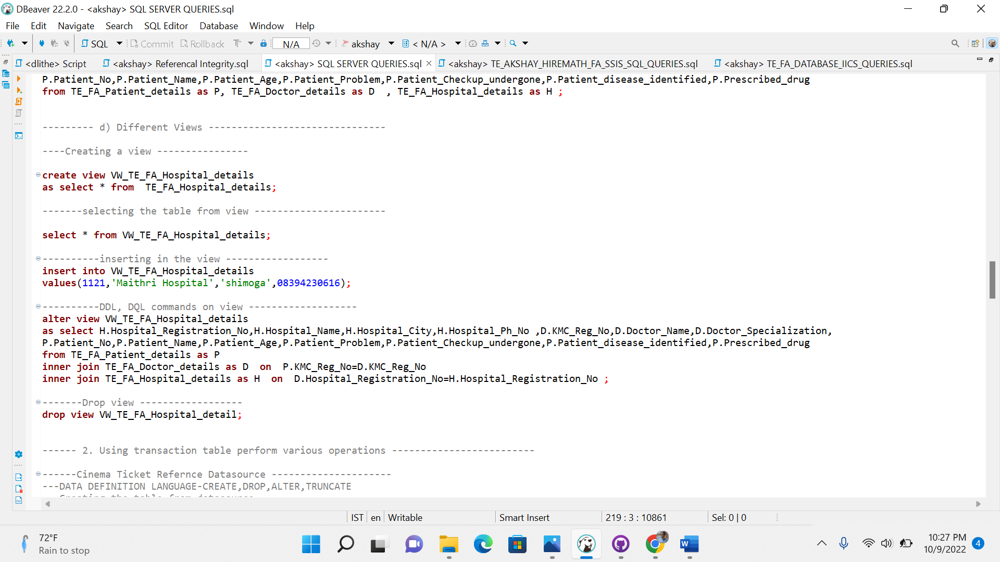 DBeaver 22.2.0 - <akshay> SQL SERVER QUERIES.sql
File Edit Navigate Search SQL Editor Database Window Help
SQL Commit Rollback N/A akshay < N/A >
<dlithe> Script <akshay> Referencal Integrity.sql <akshay> SQL SERVER QUERIES.sql <akshay> TE_AKSHAY_HIREMATH_FA_SSIS_SQL_QUERIES.sql <akshay> TE_FA_DATABASE_IICS_QUERIES.sql
P.Patient_No,P.Patient_Name,P.Patient_Age,P.Patient_Problem,P.Patient_Checkup_undergone,P.Patient_disease_identified,P.Prescribed_drug
from TE_FA_Patient_details as P, TE_FA_Doctor_details as D  , TE_FA_Hospital_details as H ;
--------- d) Different Views -------------------------------
----Creating a view ----------------
create view VW_TE_FA_Hospital_details
as select * from  TE_FA_Hospital_details;
-------selecting the table from view -----------------------
select * from VW_TE_FA_Hospital_details;
----------inserting in the view ------------------
insert into VW_TE_FA_Hospital_details
values(1121,'Maithri Hospital','shimoga',08394230616);
----------DDL, DQL commands on view -------------------
alter view VW_TE_FA_Hospital_details
as select H.Hospital_Registration_No,H.Hospital_Name,H.Hospital_City,H.Hospital_Ph_No ,D.KMC_Reg_No,D.Doctor_Name,D.Doctor_Specialization,
P.Patient_No,P.Patient_Name,P.Patient_Age,P.Patient_Problem,P.Patient_Checkup_undergone,P.Patient_disease_identified,P.Prescribed_drug
from TE_FA_Patient_details as P
inner join TE_FA_Doctor_details as D  on  P.KMC_Reg_No=D.KMC_Reg_No
inner join TE_FA_Hospital_details as H  on  D.Hospital_Registration_No=H.Hospital_Registration_No ;
-------Drop view ------------------
drop view VW_TE_FA_Hospital_detail;
------ 2. Using transaction table perform various operations -------------------------
------Cinema Ticket Refernce Datasource ---------------------
---DATA DEFINITION LANGUAGE-CREATE,DROP,ALTER,TRUNCATE
IST en Writable Smart Insert 219 : 3 : 10861 Sel: 0 | 0
72°F
Rain to stop
10:27 PM
10/9/2022
4